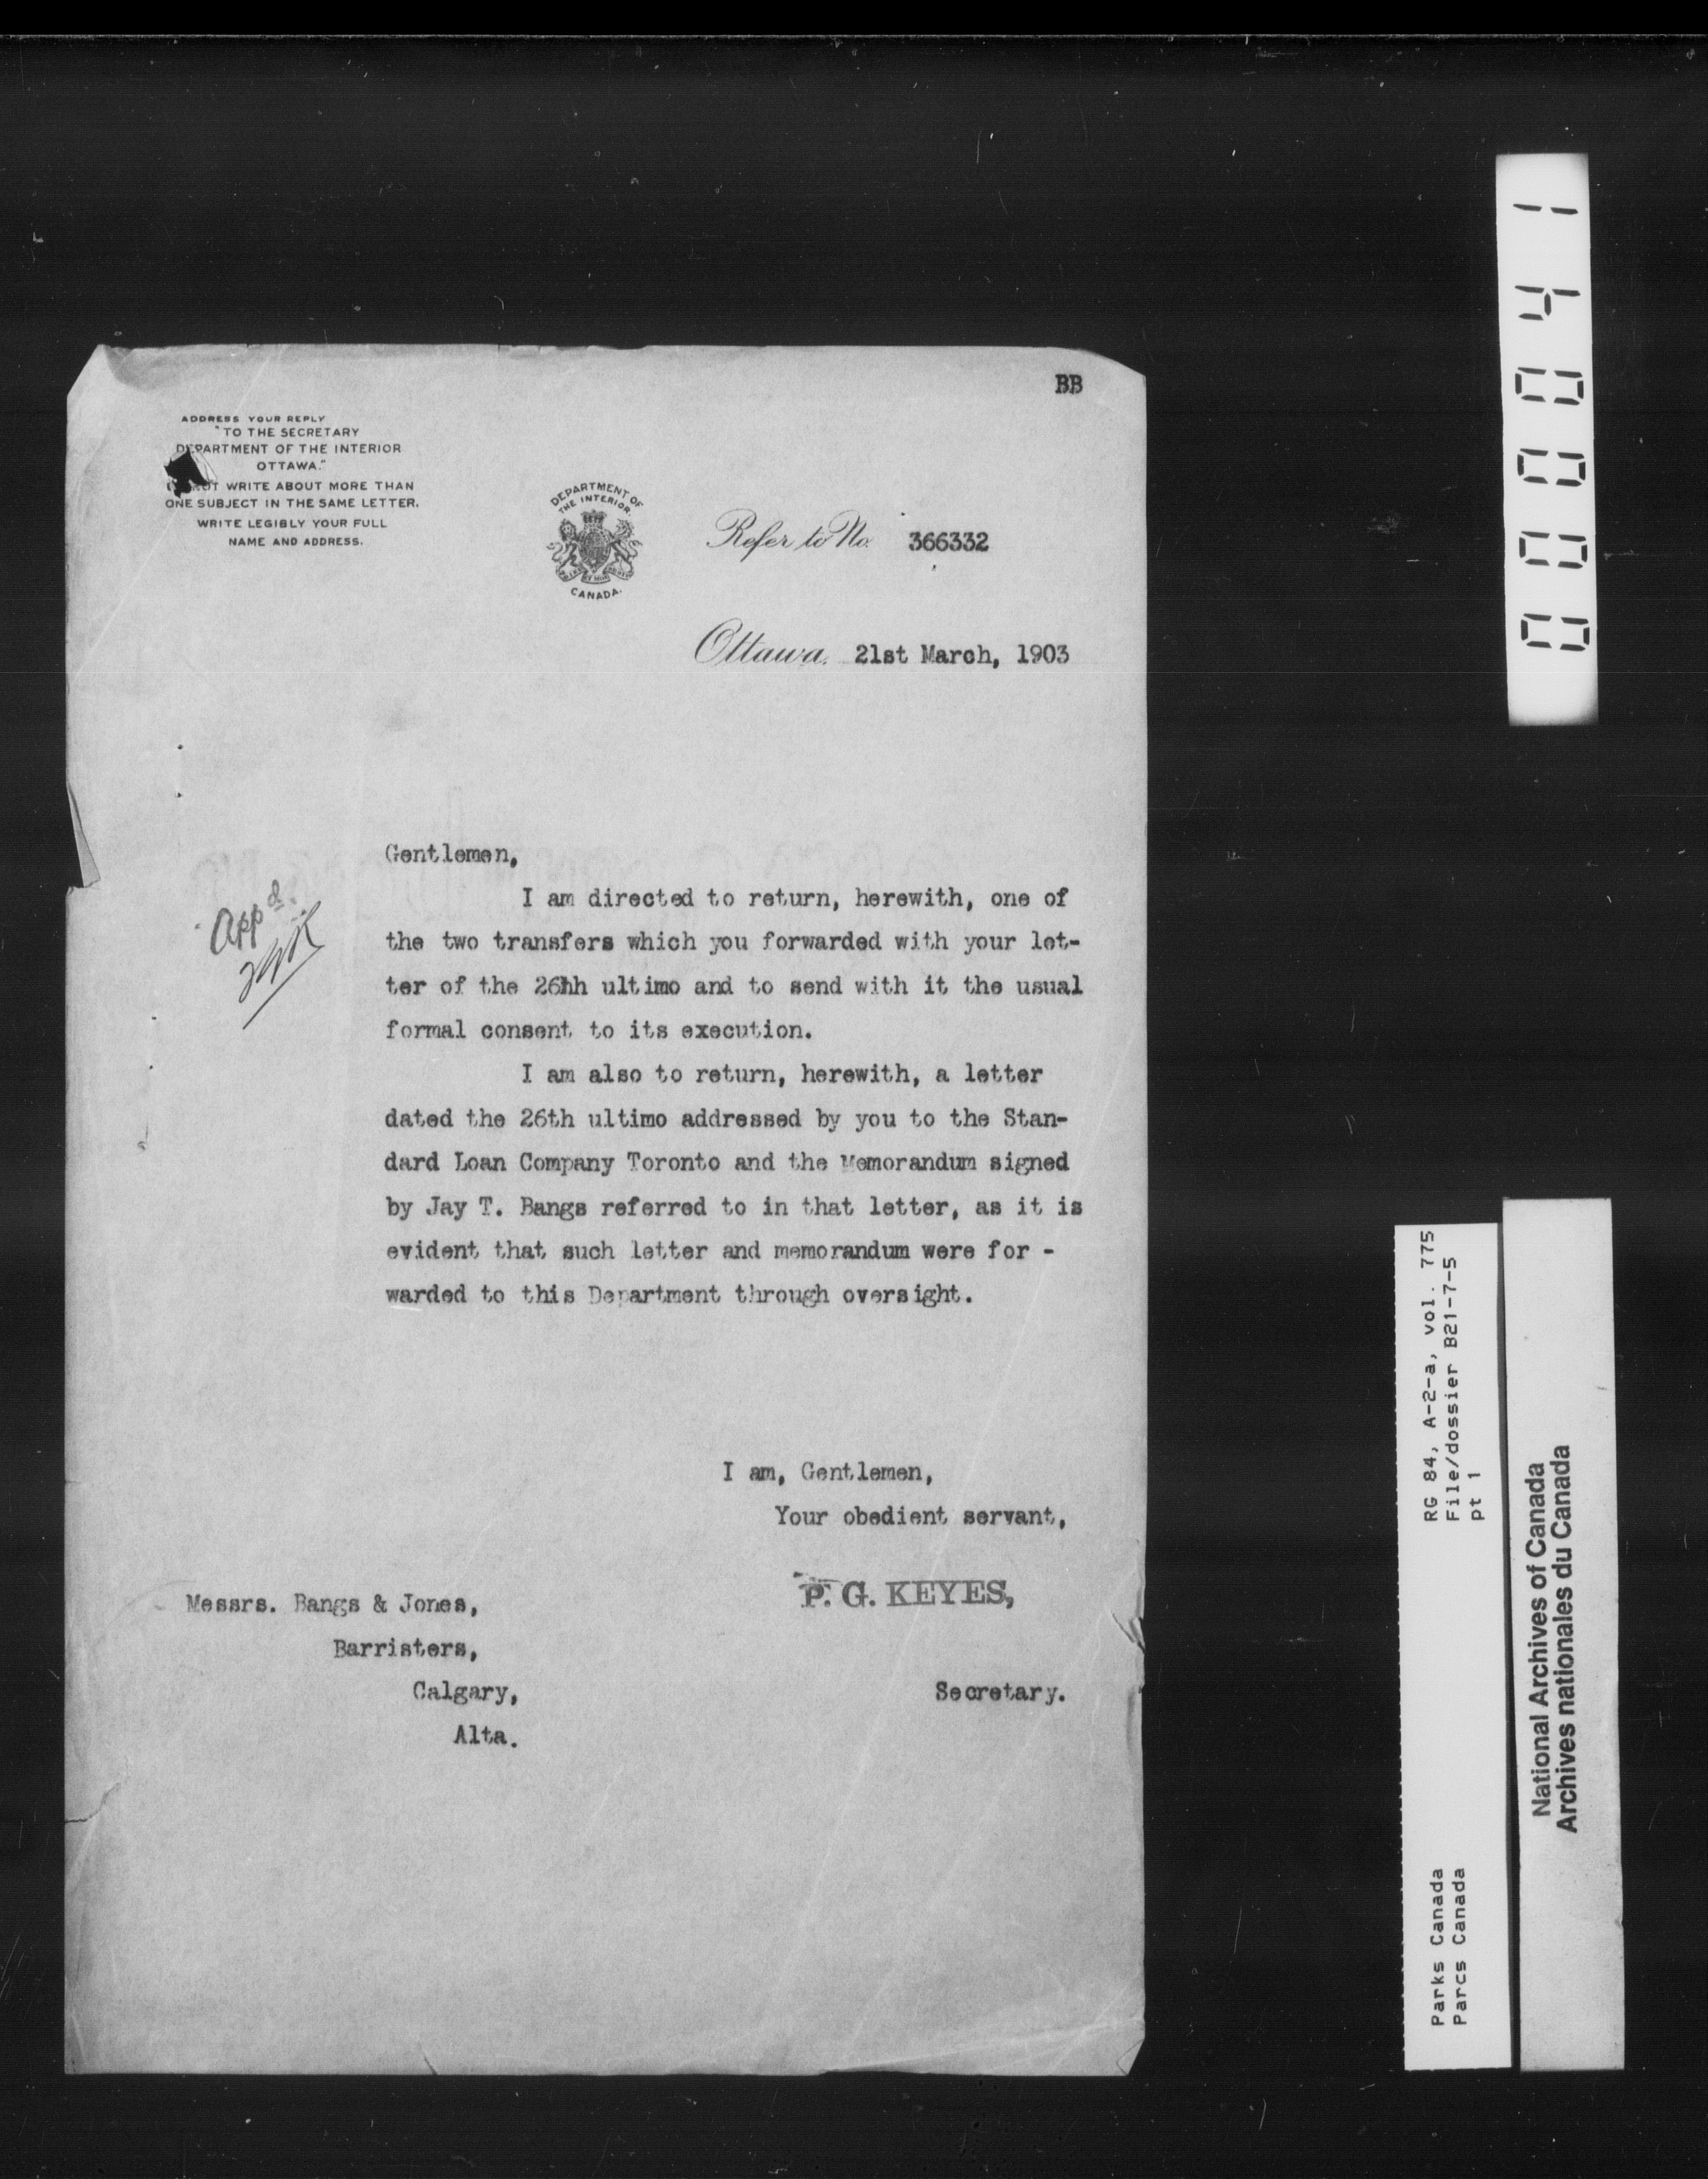 BB
ADDRESS YOUR REPLY
"TO THE SECRETARY
DEPARTMENT OF THE INTERIOR
OTTAWA."
NOT WRITE ABOUT MORE THAN
ONE SUBJECT IN THE SAME LETTER.
WRITE LEGIBLY YOUR FULL
NAME AND ADDRESS.
DEPARTMENT OF
THE INTERIOR.
CANADA.
Refer to No. 366332
Ottawa. 21st March, 1903
Gentlemen,
I am directed to return, herewith, one of
the two transfers which you forwarded with your let-
ter of the 26hh ultimo and to send with it the usual
formal consent to its execution.
I am also to return, herewith, a letter
dated the 26th ultimo addressed by you to the Stan-
dard Loan Company Toronto and the Memorandum signed
by Jay T. Bangs referred to in that letter, as it is
evident that such letter and memorandum were for -
warded to this Department through oversight.
Appd.
I am, Gentlemen,
Your obedient servant,
P. G. KEYES,
Secretary.
Messrs. Bangs & Jones,
Barristers,
Calgary,
Alta.
000041
RG 84, A-2-a, vol. 775
File/dossier B21-7-5
pt 1
Parks Canada
Parcs Canada
National Archives of Canada
Archives nationales du Canada